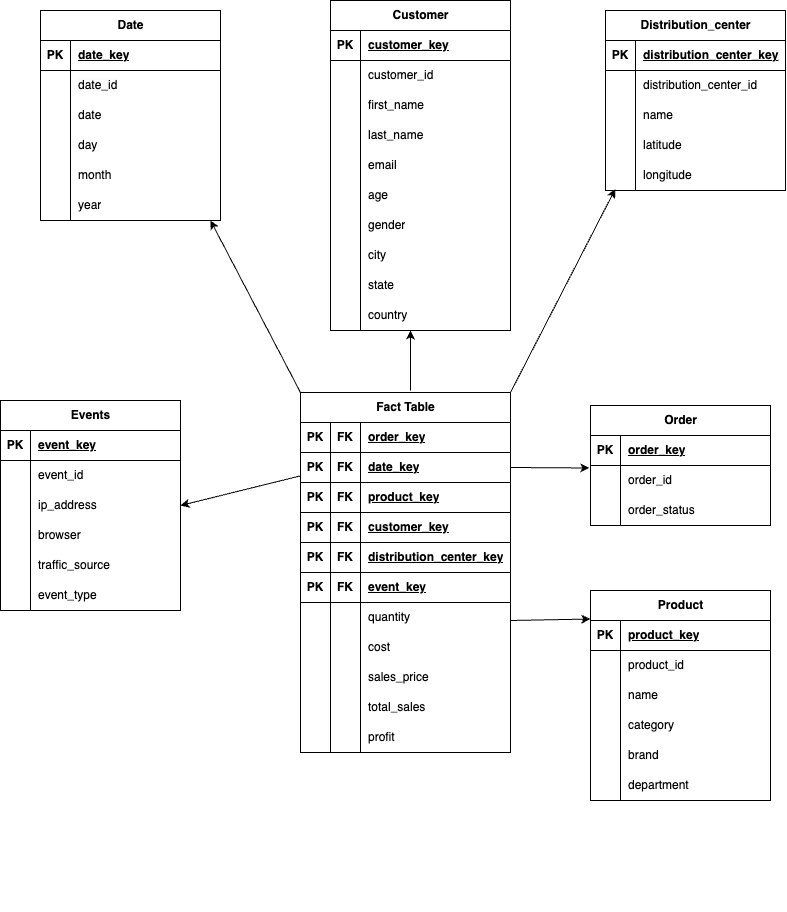 Date
PK date_key
date_id
date
day
month
year
Customer
PK customer_key
customer_id
first_name
last_name
email
age
gender
city
state
country
Distribution_center
PK distribution_center_key
distribution_center_id
name
latitude
longitude
Events
PK event_key
event_id
ip_address
browser
traffic_source
event_type
Fact Table
PK FK order_key
PK FK date_key
PK FK product_key
PK FK customer_key
PK FK distribution_center_key
PK FK event_key
quantity
cost
sales_price
total_sales
profit
Order
PK order_key
order_id
order_status
Product
PK product_key
product_id
name
category
brand
department